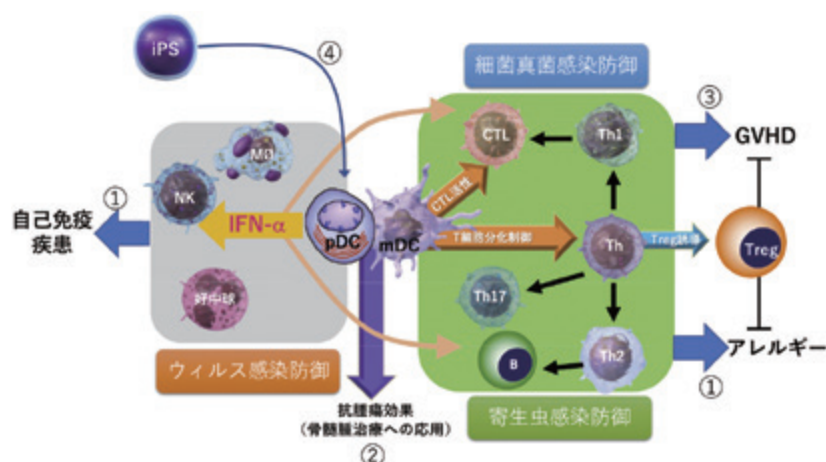 iPS
④
細菌真菌感染防御
③
GVHD
CTL
Th1
MΦ
NK
①
自己免疫
疾患
IFN-α
pDC
mDC
CTL活性
T細胞分化制御
Th
Treg誘導
Treg
好中球
Th17
B
Th2
アレルギー
①
ウィルス感染防御
寄生虫感染防御
抗腫瘍効果
（骨髄腫治療への応用）
②